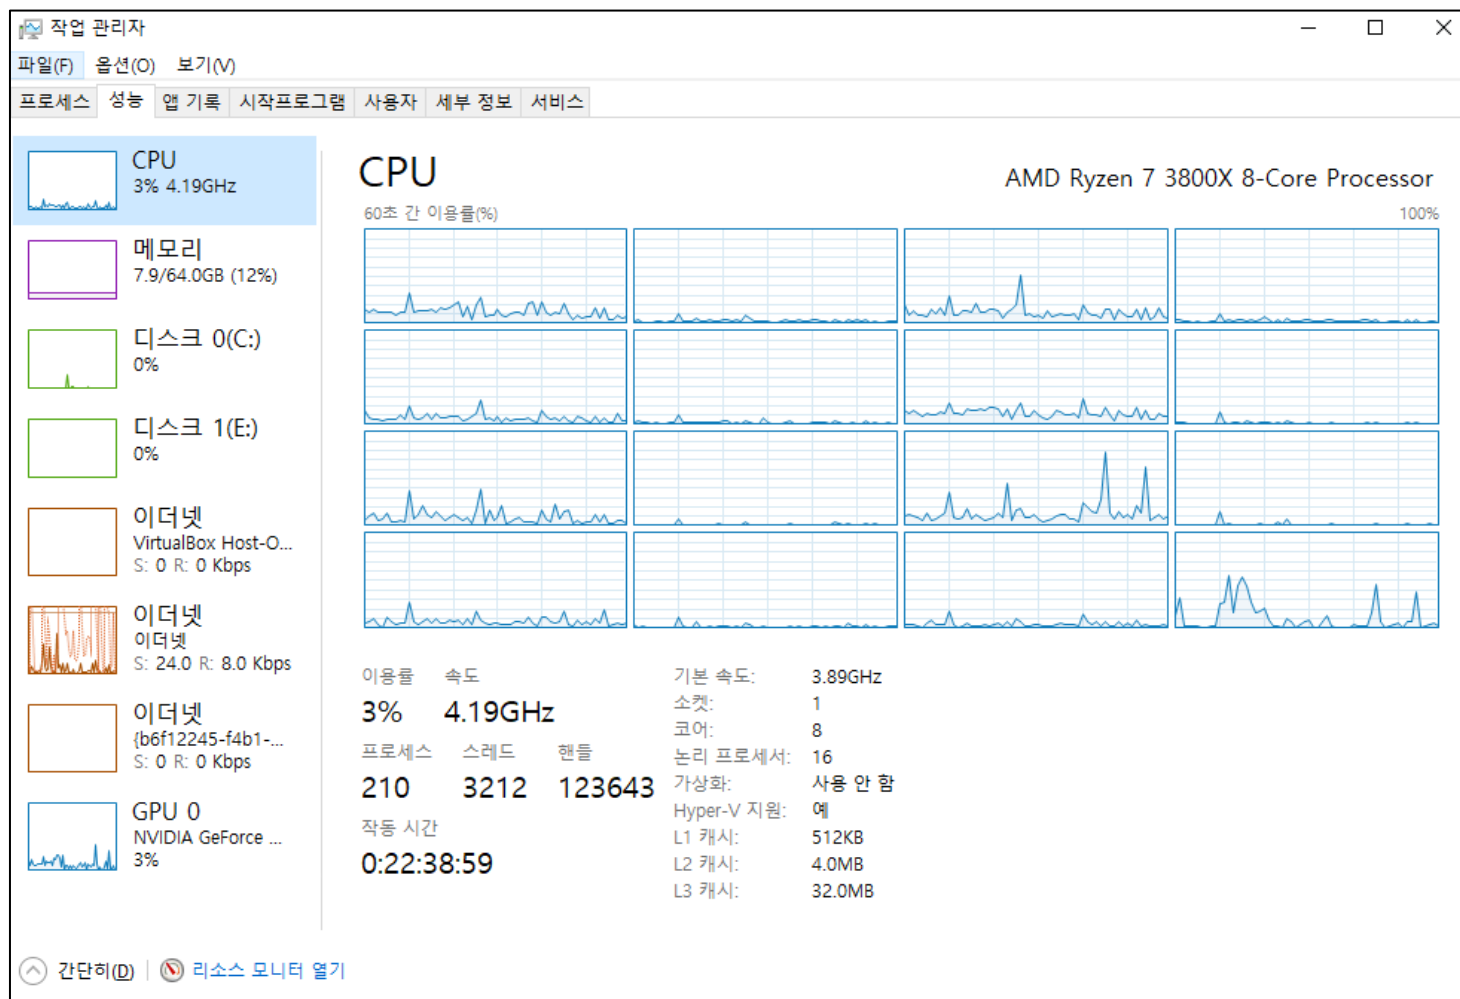 작업 관리자
파일(F) 옵션(O) 보기(V)
프로세스 성능 앱 기록 시작프로그램 사용자 세부 정보 서비스
CPU
3% 4.19GHz
메모리
7.9/64.0GB (12%)
디스크 0(C:)
0%
디스크 1(E:)
0%
이더넷
VirtualBox Host-O...
S: 0 R: 0 Kbps
이더넷
이더넷
S: 24.0 R: 8.0 Kbps
이더넷
{b6f12245-f4b1-...
S: 0 R: 0 Kbps
GPU 0
NVIDIA GeForce ...
3%
CPU
AMD Ryzen 7 3800X 8-Core Processor
60초 간 이용률(%) 100%
이용률 속도
3% 4.19GHz
프로세스 스레드 핸들
210 3212 123643
작동 시간
0:22:38:59
기본 속도: 3.89GHz
소켓: 1
코어: 8
논리 프로세서: 16
가상화: 사용 안 함
Hyper-V 지원: 예
L1 캐시: 512KB
L2 캐시: 4.0MB
L3 캐시: 32.0MB
간단히(D) 리소스 모니터 열기